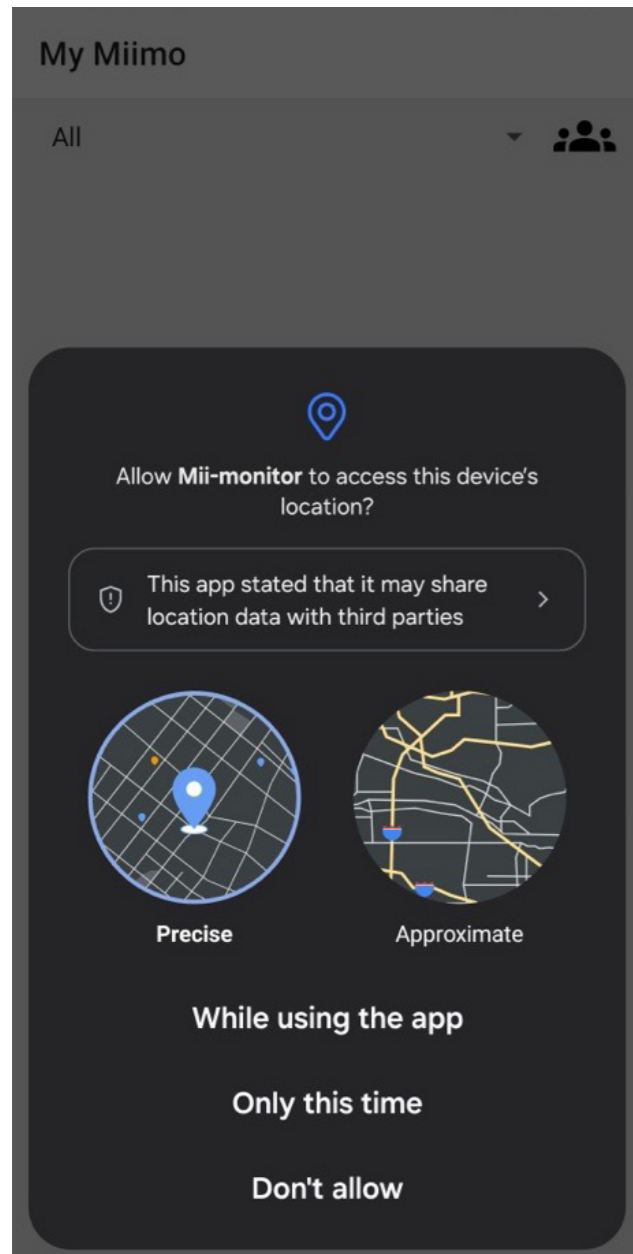 My Miimo
All
Allow Mii-monitor to access this device's
location?
This app stated that it may share
location data with third parties
Precise
Approximate
While using the app
Only this time
Don't allow